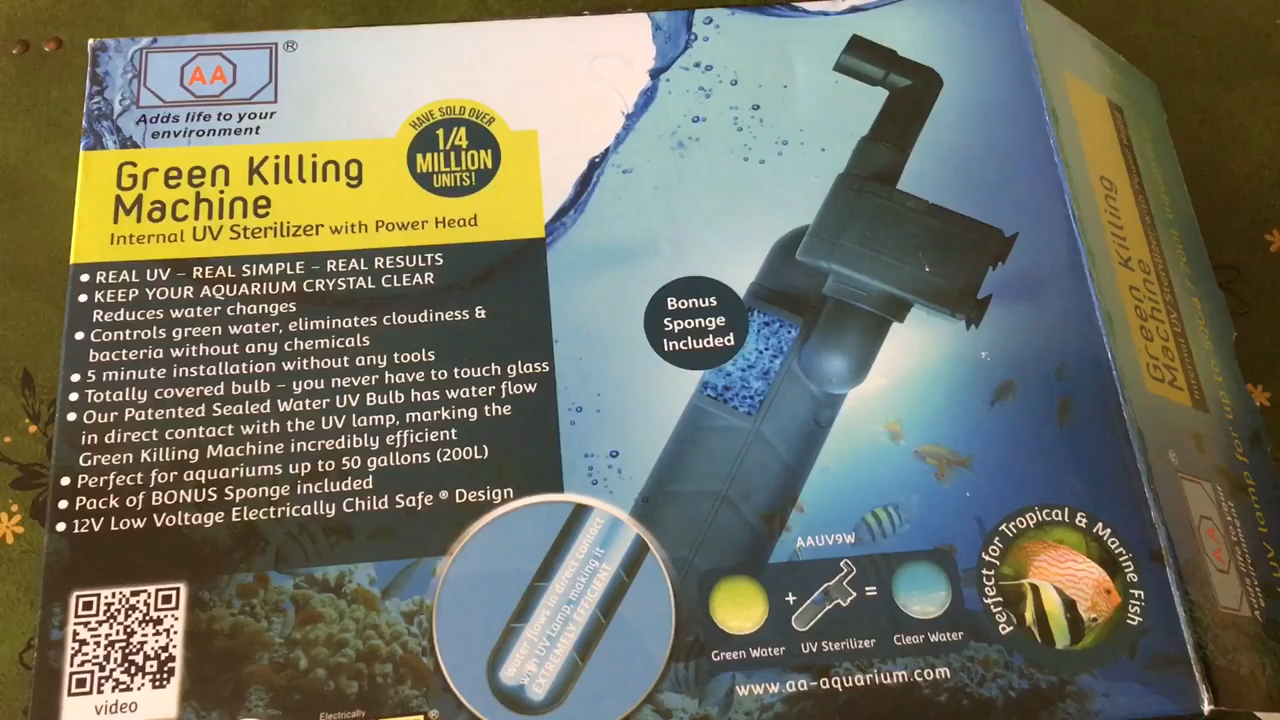 AA
®
Adds life to your
environment
HAVE SOLD OVER
1/4
MILLION
UNITS!
Green Killing
Machine
Internal UV Sterilizer with Power Head
● REAL UV – REAL SIMPLE – REAL RESULTS
● KEEP YOUR AQUARIUM CRYSTAL CLEAR
Reduces water changes
● Controls green water, eliminates cloudiness &
bacteria without any chemicals
● 5 minute installation without any tools
● Totally covered bulb – you never have to touch glass
● Our Patented Sealed Water UV Bulb has water flow
in direct contact with the UV lamp, marking the
Green Killing Machine incredibly efficient
● Perfect for aquariums up to 50 gallons (200L)
● Pack of BONUS Sponge included
● 12V Low Voltage Electrically Child Safe ® Design
Bonus
Sponge
Included
Water flows in direct contact
with UV Lamp, making it
EXTREMELY EFFICIENT
AAUV9W
+ =
Green Water UV Sterilizer Clear Water
Perfect for Tropical & Marine Fish
www.aa-aquarium.com
video
Electrically
®
Green Killing
Machine
Internal UV Sterilizer with Power Head
®
AA